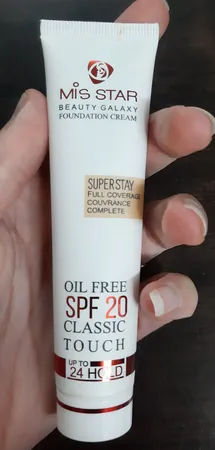 MiS STAR
BEAUTY GALAXY
FOUNDATION CREAM
SUPERSTAY
FULL COVERAGE
COUVRANCE
COMPLETE
OIL FREE
SPF 20
CLASSIC
TOUCH
UP TO
24 HOLD